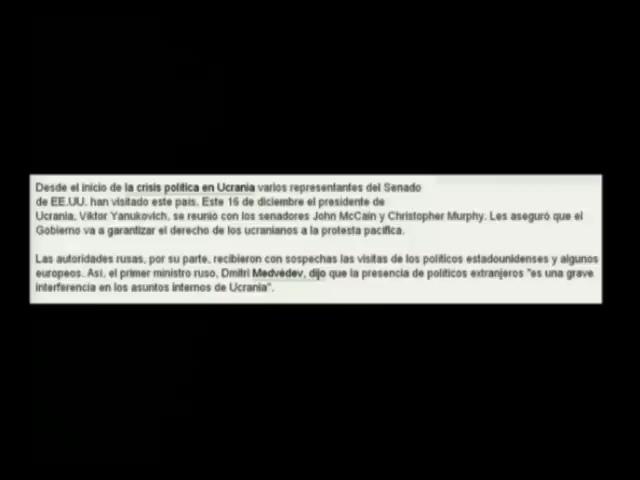 Desde el inicio de la crisis política en Ucrania varios representantes del Senado
de EE.UU. han visitado este país. Este 16 de diciembre el presidente de
Ucrania, Viktor Yanukovich, se reunió con los senadores John McCain y Christopher Murphy. Les aseguró que el
Gobierno va a garantizar el derecho de los ucranianos a la protesta pacífica.
Las autoridades rusas, por su parte, recibieron con sospechas las visitas de los políticos estadounidenses y algunos
europeos. Así, el primer ministro ruso, Dmitri Medvédev, dijo que la presencia de políticos extranjeros "es una grave
interferencia en los asuntos internos de Ucrania".